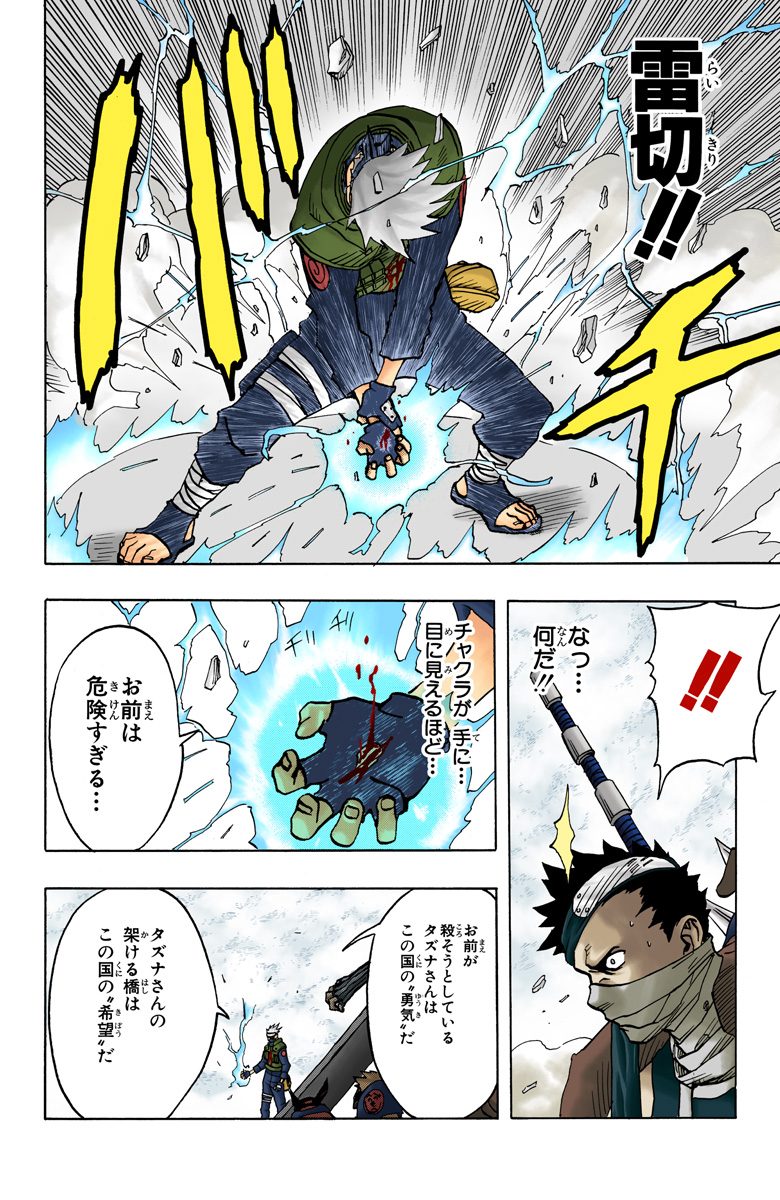 雷切!!
バババチチ
!!
なっ…
何だ!!
チャクラが 手に…
目に見えるほど…
お前は
危険すぎる…
お前が
殺そうとしている
タズナさんは
この国の〝勇気〟だ
タズナさんの
架ける橋は
この国の〝希望〟だ